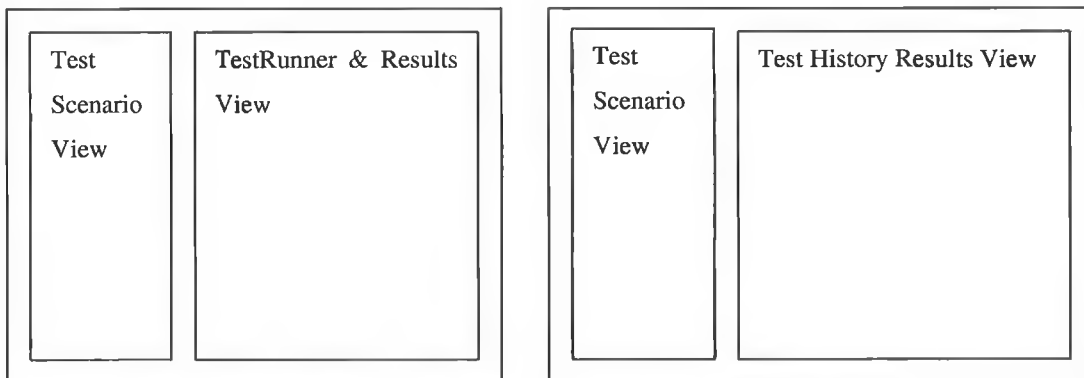 Test
Scenario
View
TestRunner & Results
View
Test
Scenario
View
Test History Results View